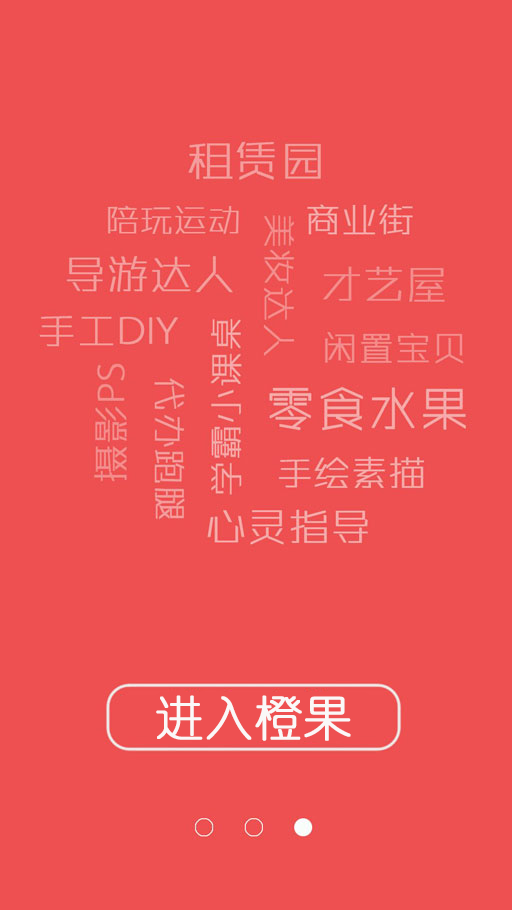 租赁园
陪玩运动
商业街
美妆达人
导游达人
才艺屋
手工DIY
学霸小课桌
闲置宝贝
摄影PS
代办跑腿
零食水果
手绘素描
心灵指导
进入橙果